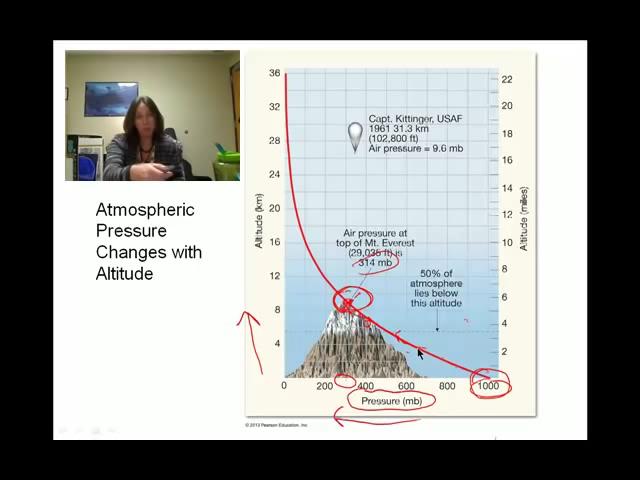 Atmospheric
Pressure
Changes with
Altitude
36
32
28
24
20
16
12
8
4
Altitude (km)
22
20
18
16
14
12
10
8
6
4
2
Altitude (miles)
Capt. Kittinger, USAF
1961 31.3 km
(102,800 ft)
Air pressure = 9.6 mb
Air pressure at
top of Mt. Everest
(29,035 ft) is
314 mb
50% of
atmosphere
lies below
this altitude
0 200 400 600 800 1000
Pressure (mb)
© 2013 Pearson Education, Inc.